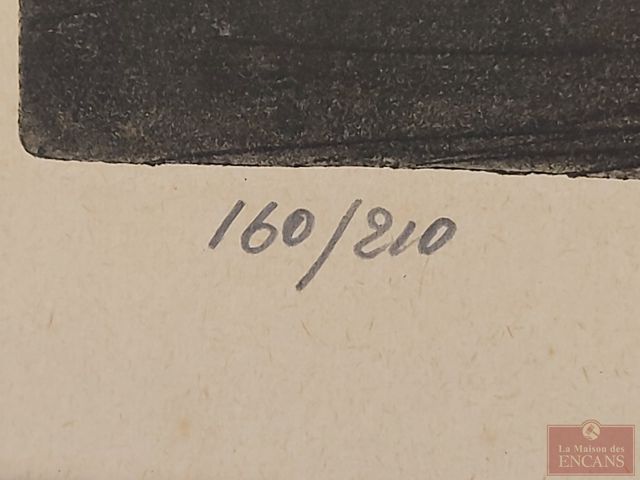 160/210
La Maison des
ENCANS